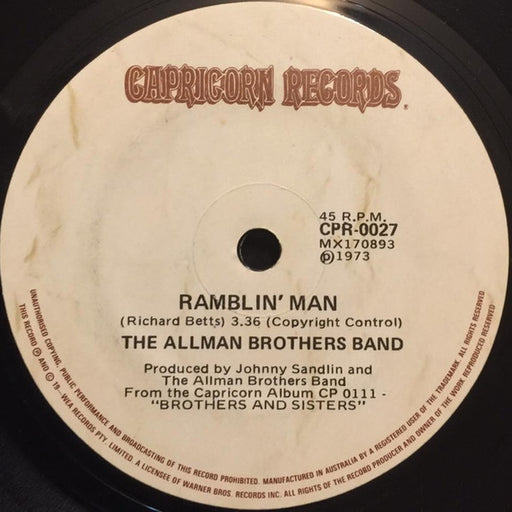 CAPRICORN RECORDS
45 R.P.M.
CPR-0027
MX170893
℗1973
RAMBLIN' MAN
(Richard Betts) 3.36 (Copyright Control)
THE ALLMAN BROTHERS BAND
Produced by Johnny Sandlin and
The Allman Brothers Band
From the Capricorn Album CP 0111 -
"BROTHERS AND SISTERS"
UNAUTHORISED COPYING, PUBLIC PERFORMANCE AND BROADCASTING OF THIS RECORD PROHIBITED. MANUFACTURED IN AUSTRALIA BY A REGISTERED USER OF THE TRADEMARK. ALL RIGHTS RESERVED
THIS RECORD ℗ AND © 19-- WEA RECORDS PTY. LIMITED. A LICENSEE OF WARNER BROS. RECORDS INC. ALL RIGHTS OF THE RECORD PRODUCER AND OWNER OF THE WORK REPRODUCED RESERVED